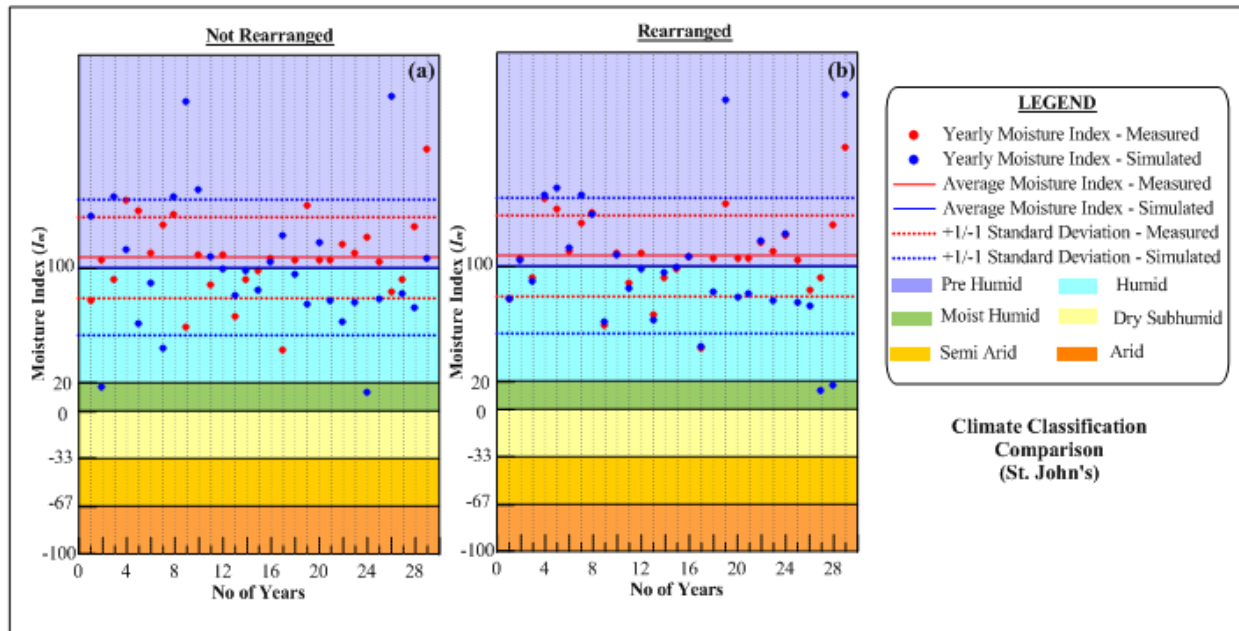 Not Rearranged
(a)
Moisture Index (Im)
100
20
0
-33
-67
-100
0 4 8 12 16 20 24 28
No of Years
Rearranged
(b)
Moisture Index (Im)
100
20
0
-33
-67
-100
0 4 8 12 16 20 24 28
No of Years
LEGEND
Yearly Moisture Index - Measured
Yearly Moisture Index - Simulated
Average Moisture Index - Measured
Average Moisture Index - Simulated
+1/-1 Standard Deviation - Measured
+1/-1 Standard Deviation - Simulated
Pre Humid Humid
Moist Humid Dry Subhumid
Semi Arid Arid
Climate Classification
Comparison
(St. John's)